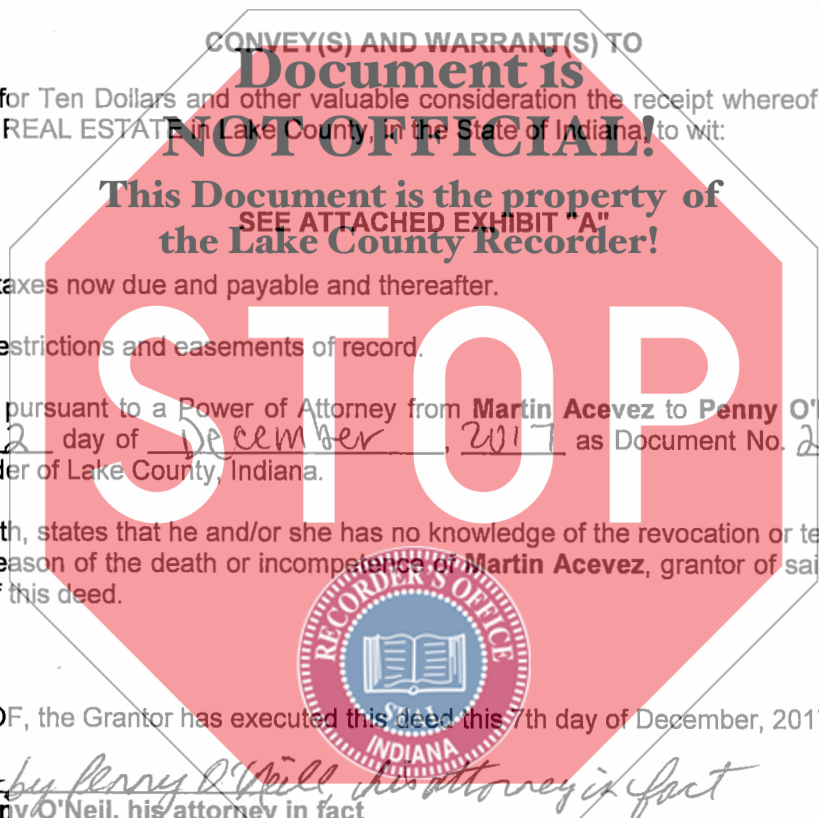 CONVEY(S) AND WARRANT(S) TO
Document is
for Ten Dollars and other valuable consideration the receipt whereof
REAL ESTATE in Lake County, in the State of Indiana, to wit:
NOT OFFICIAL!
This Document is the property of
SEE ATTACHED EXHIBIT "A"
the Lake County Recorder!
taxes now due and payable and thereafter.
estrictions and easements of record.
STOP
pursuant to a Power of Attorney from Martin Acevez to Penny O'
2 day of December, 2017 as Document No. 2
der of Lake County, Indiana.
th, states that he and/or she has no knowledge of the revocation or te
eason of the death or incompetence of Martin Acevez, grantor of sai
this deed.
RECORDER'S OFFICE
SEAL
INDIANA
OF, the Grantor has executed this deed this 7th day of December, 201
by Penny O'Neill, his attorney in fact
ny O'Neil, his attorney in fact